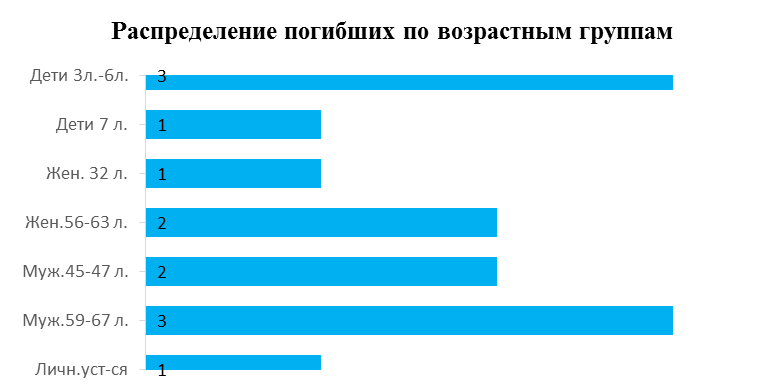 Распределение погибших по возрастным группам
Дети 3л.-6л. 3
Дети 7 л. 1
Жен. 32 л. 1
Жен.56-63 л. 2
Муж.45-47 л. 2
Муж.59-67 л. 3
Личн.уст-ся 1